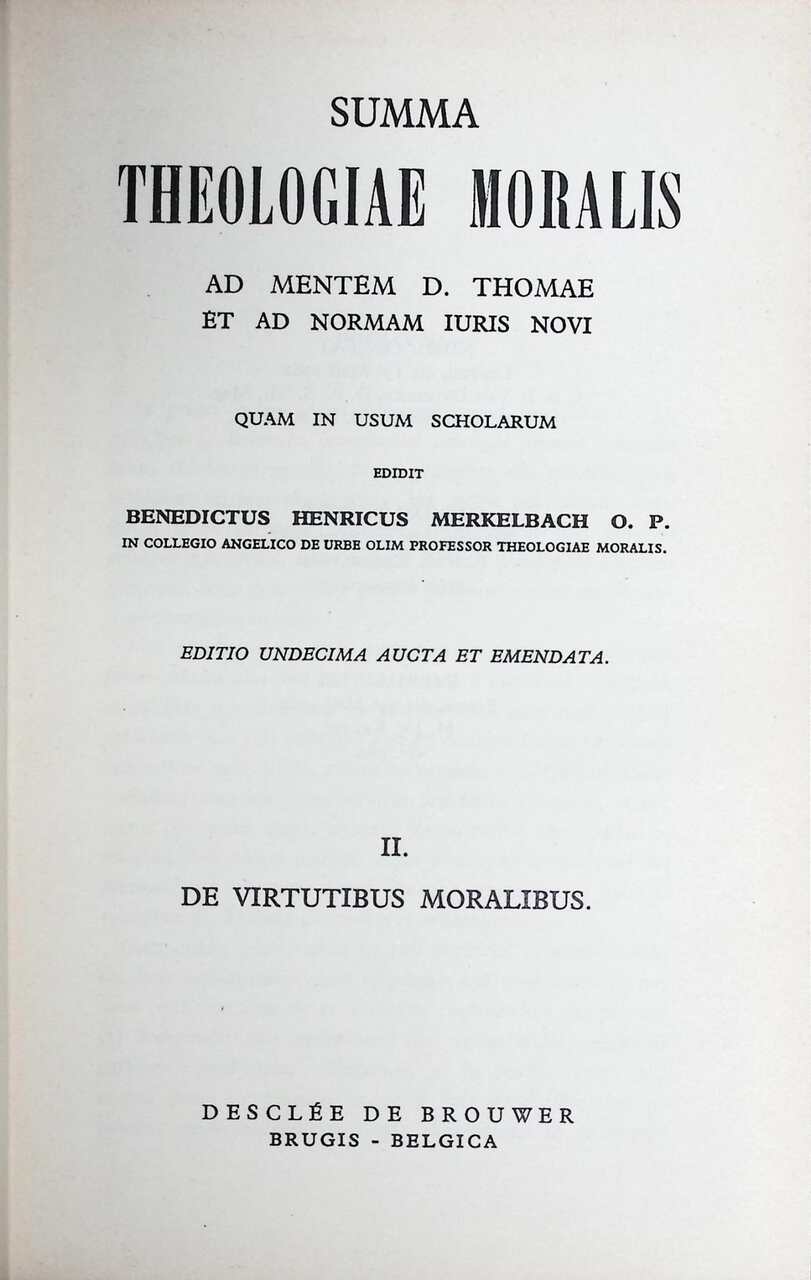 SUMMA
THEOLOGIAE MORALIS
AD MENTEM D. THOMAE
ET AD NORMAM IURIS NOVI
QUAM IN USUM SCHOLARUM
EDIDIT
BENEDICTUS HENRICUS MERKELBACH O. P.
IN COLLEGIO ANGELICO DE URBE OLIM PROFESSOR THEOLOGIAE MORALIS.
EDITIO UNDECIMA AUCTA ET EMENDATA.
II.
DE VIRTUTIBUS MORALIBUS.
DESCLÉE DE BROUWER
BRUGIS - BELGICA